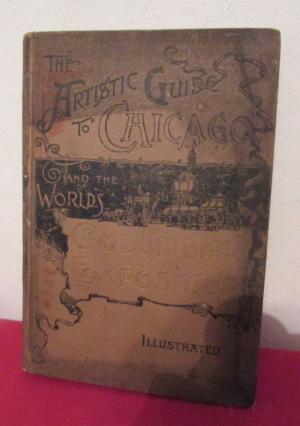 THE
ARTISTIC GUIDE
TO CHICAGO
AND THE
WORLDS
COLUMBIAN
EXPOSITION
ILLUSTRATED